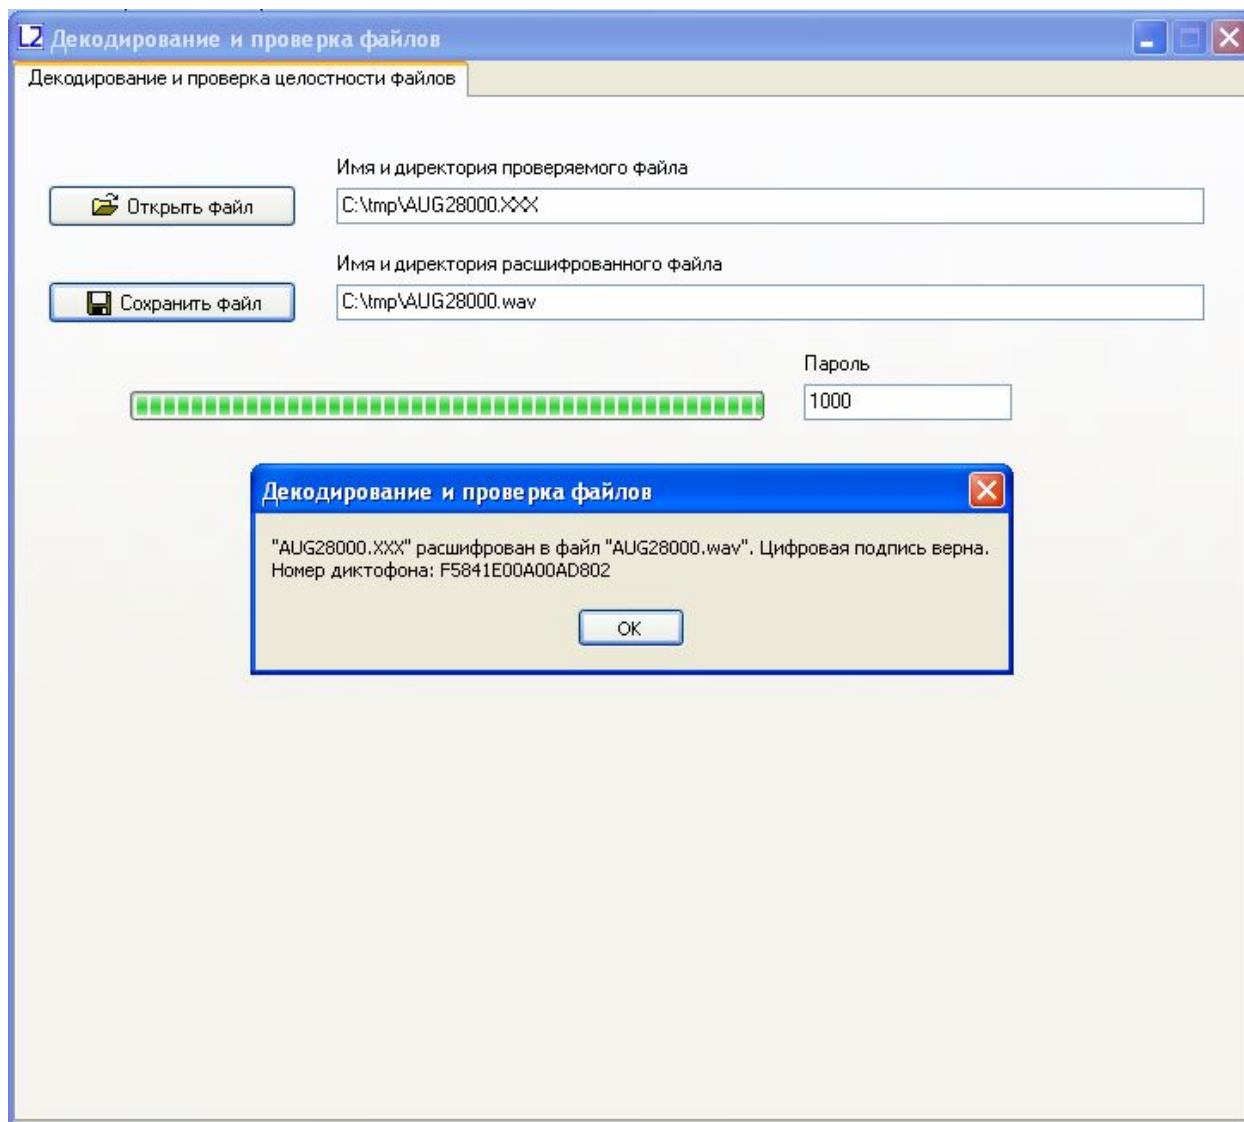 Декодирование и проверка файлов
Декодирование и проверка целостности файлов
Имя и директория проверяемого файла
Открыть файл
C:\tmp\AUG28000.XXX
Имя и директория расшифрованного файла
Сохранить файл
C:\tmp\AUG28000.wav
Пароль
1000
Декодирование и проверка файлов
"AUG28000.XXX" расшифрован в файл "AUG28000.wav". Цифровая подпись верна.
Номер диктофона: F5841E00A00AD802
OK